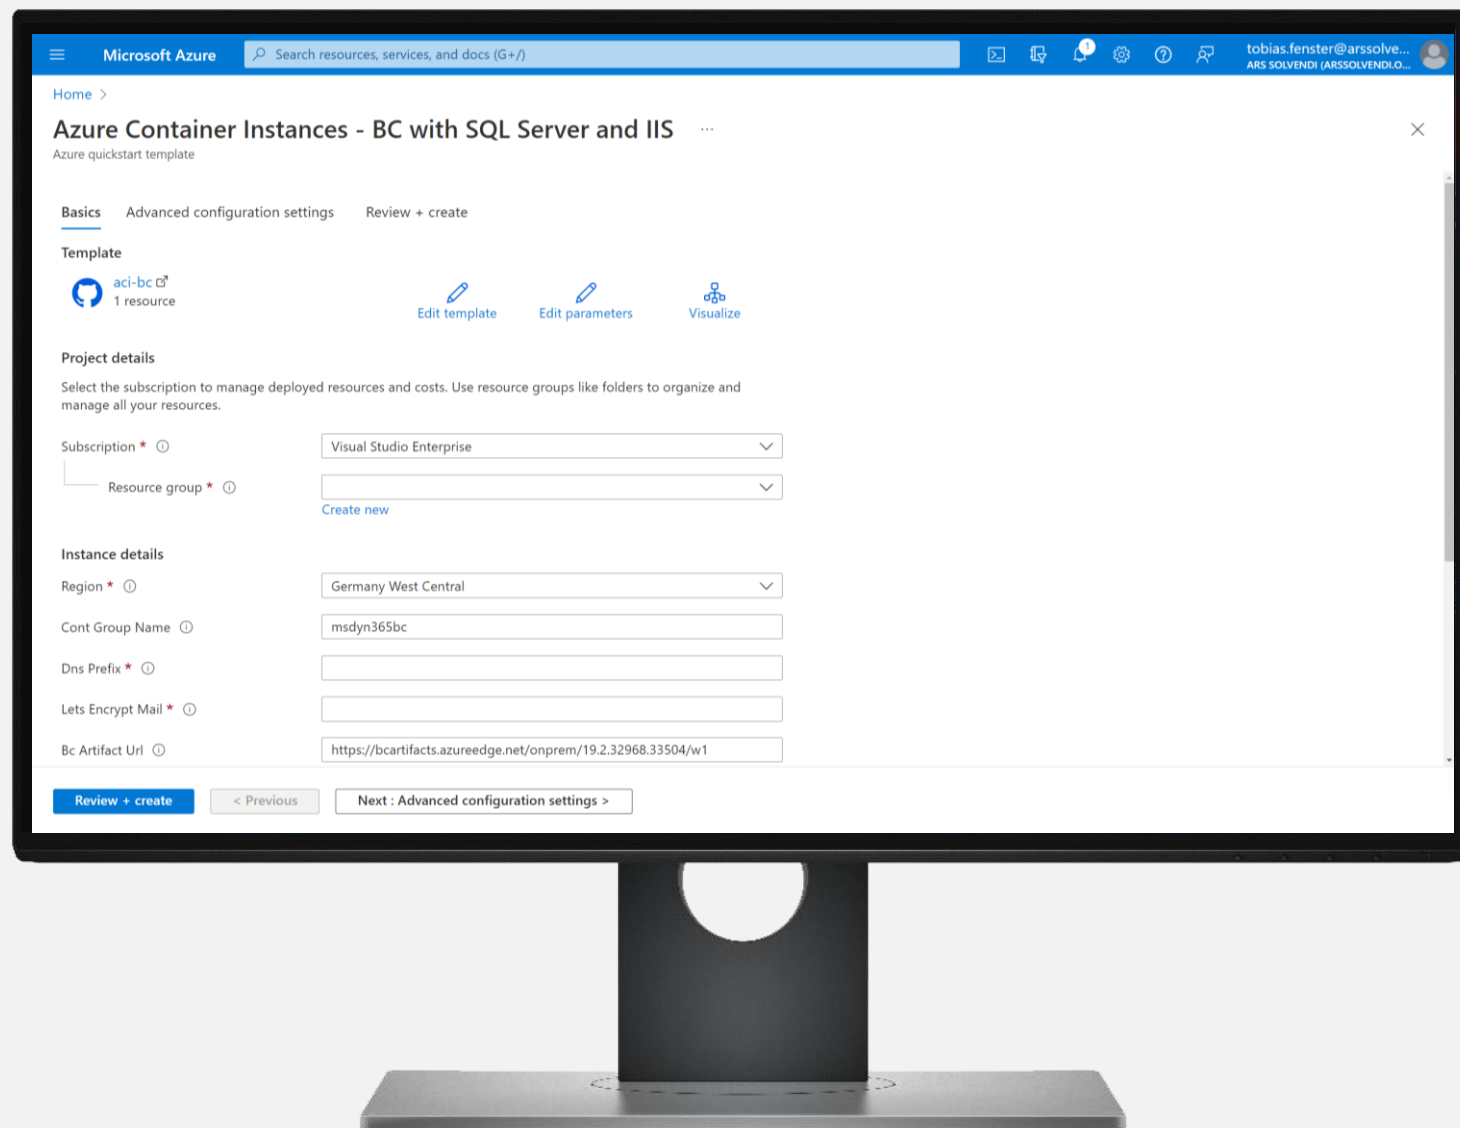 Microsoft Azure
Search resources, services, and docs (G+/)
1
tobias.fenster@arssolve...
ARS SOLVENDI (ARSSOLVENDI.O...
Home >
Azure Container Instances - BC with SQL Server and IIS ...
Azure quickstart template
Basics Advanced configuration settings Review + create
Template
aci-bc
1 resource
Edit template Edit parameters Visualize
Project details
Select the subscription to manage deployed resources and costs. Use resource groups like folders to organize and
manage all your resources.
Subscription * Visual Studio Enterprise
Resource group *
Create new
Instance details
Region * Germany West Central
Cont Group Name msdyn365bc
Dns Prefix *
Lets Encrypt Mail *
Bc Artifact Url https://bcartifacts.azureedge.net/onprem/19.2.32968.33504/w1
Review + create < Previous Next : Advanced configuration settings >